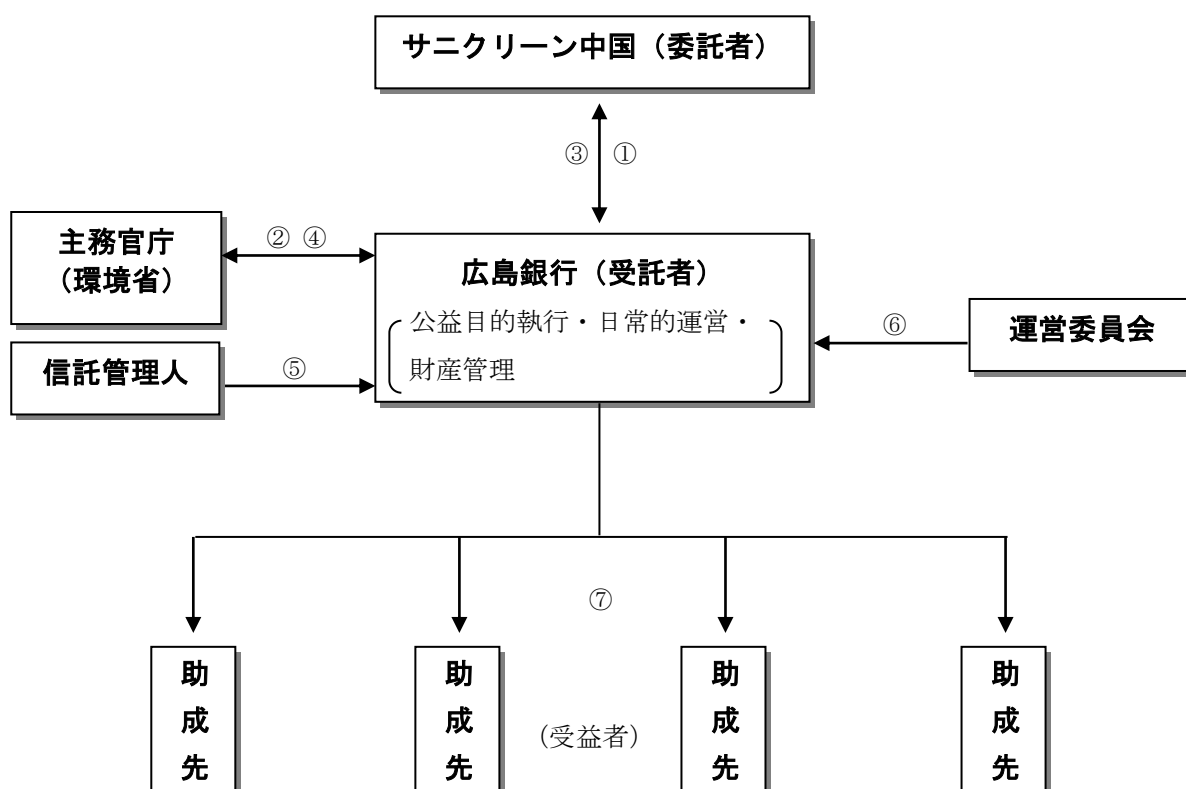 サニクリーン中国（委託者）
③ ①
主務官庁
（環境省）
② ④
広島銀行（受託者）
公益目的執行・日常的運営・
財産管理
⑥
運営委員会
信託管理人
⑤
⑦
助成先
助成先
（受益者）
助成先
助成先